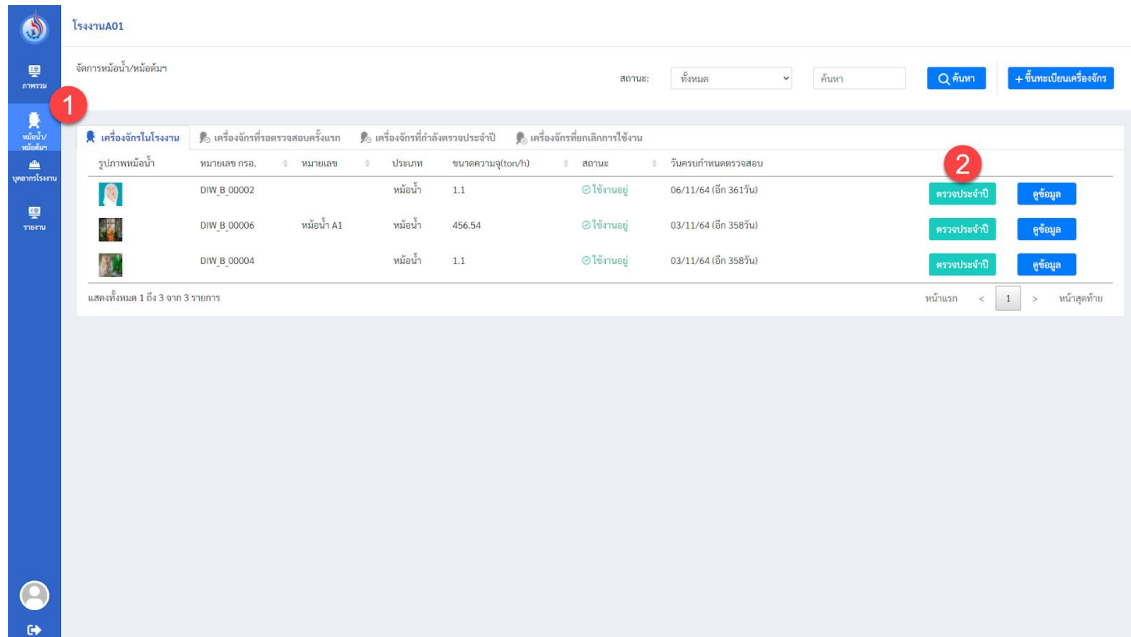 โรงงานA01
ภาพรวม
จัดการหม้อน้ำ/หม้อต้มฯ
สถานะ: ทั้งหมด ค้นหา ค้นหา + ขึ้นทะเบียนเครื่องจักร
1
หม้อน้ำ/
หม้อต้มฯ
บุคลากรโรงงาน
รายงาน
เครื่องจักรในโรงงาน เครื่องจักรที่รอตรวจสอบครั้งแรก เครื่องจักรที่กำลังตรวจประจำปี เครื่องจักรที่ยกเลิกการใช้งาน
รูปภาพหม้อน้ำ หมายเลข กรอ. หมายเลข ประเภท ขนาดความจุ(ton/h) สถานะ วันครบกำหนดตรวจสอบ
2
DIW_B_00002 หม้อน้ำ 1.1 ใช้งานอยู่ 06/11/64 (อีก 361วัน) ตรวจประจำปี ดูข้อมูล
DIW_B_00006 หม้อน้ำ A1 หม้อน้ำ 456.54 ใช้งานอยู่ 03/11/64 (อีก 358วัน) ตรวจประจำปี ดูข้อมูล
DIW_B_00004 หม้อน้ำ 1.1 ใช้งานอยู่ 03/11/64 (อีก 358วัน) ตรวจประจำปี ดูข้อมูล
แสดงทั้งหมด 1 ถึง 3 จาก 3 รายการ หน้าแรก < 1 > หน้าสุดท้าย